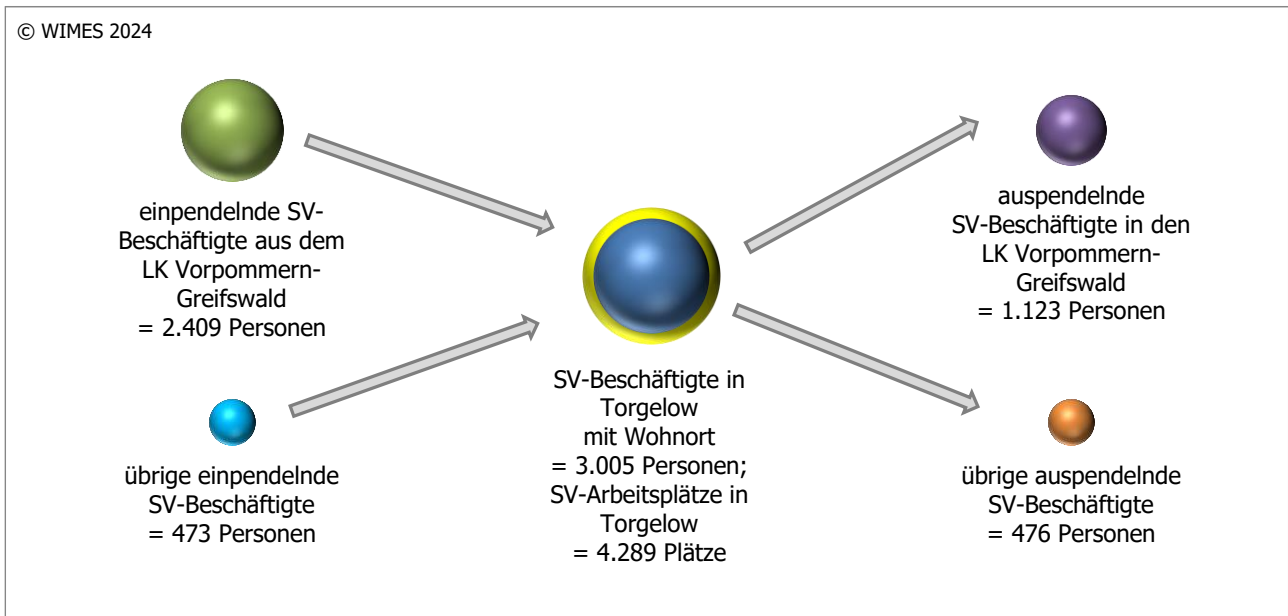 © WIMES 2024
einpendelnde SV-
Beschäftigte aus dem
LK Vorpommern-
Greifswald
= 2.409 Personen
übrige einpendelnde
SV-Beschäftigte
= 473 Personen
SV-Beschäftigte in
Torgelow
mit Wohnort
= 3.005 Personen;
SV-Arbeitsplätze in
Torgelow
= 4.289 Plätze
auspendelnde
SV-Beschäftigte in den
LK Vorpommern-
Greifswald
= 1.123 Personen
übrige auspendelnde
SV-Beschäftigte
= 476 Personen